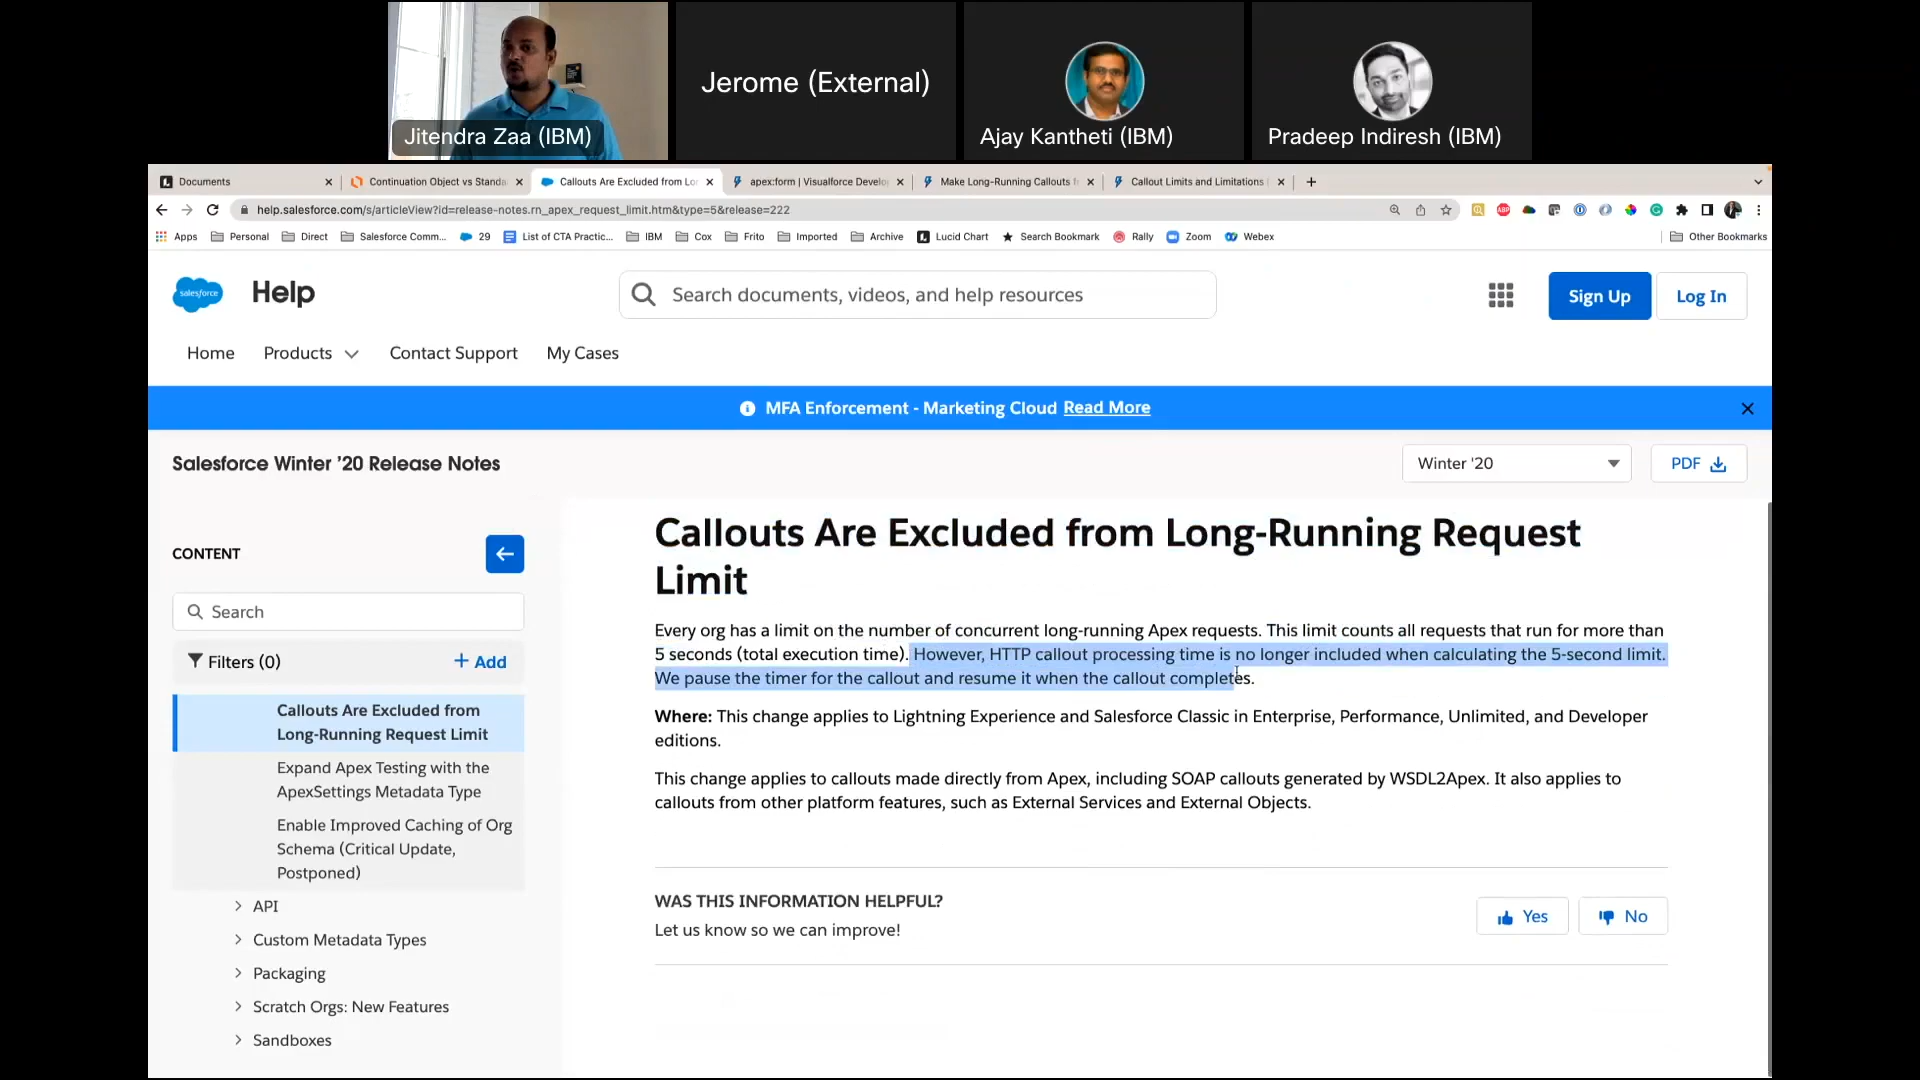 Jitendra Zaa (IBM)
Jerome (External)
Ajay Kantheti (IBM)
Pradeep Indiresh (IBM)
Documents
Continuation Object vs Standa
Callouts Are Excluded from Lo
apex:form | Visualforce Develo
Make Long-Running Callouts f
Callout Limits and Limitations
help.salesforce.com/s/articleView?id=release-notes.rn_apex_request_limit.htm&type=5&release=222
Apps
Personal
Direct
Salesforce Comm...
29
List of CTA Practic...
IBM
Cox
Frito
Imported
Archive
Lucid Chart
Search Bookmark
Rally
Zoom
Webex
Other Bookmarks
salesforce
Help
Search documents, videos, and help resources
Sign Up
Log In
Home
Products
Contact Support
My Cases
MFA Enforcement - Marketing Cloud Read More
Salesforce Winter '20 Release Notes
Winter '20
PDF
CONTENT
Search
Filters (0)
+ Add
Callouts Are Excluded from
Long-Running Request Limit
Expand Apex Testing with the
ApexSettings Metadata Type
Enable Improved Caching of Org
Schema (Critical Update,
Postponed)
API
Custom Metadata Types
Packaging
Scratch Orgs: New Features
Sandboxes
Callouts Are Excluded from Long-Running Request
Limit
Every org has a limit on the number of concurrent long-running Apex requests. This limit counts all requests that run for more than
5 seconds (total execution time). However, HTTP callout processing time is no longer included when calculating the 5-second limit.
We pause the timer for the callout and resume it when the callout completes.
Where: This change applies to Lightning Experience and Salesforce Classic in Enterprise, Performance, Unlimited, and Developer
editions.
This change applies to callouts made directly from Apex, including SOAP callouts generated by WSDL2Apex. It also applies to
callouts from other platform features, such as External Services and External Objects.
WAS THIS INFORMATION HELPFUL?
Let us know so we can improve!
Yes
No